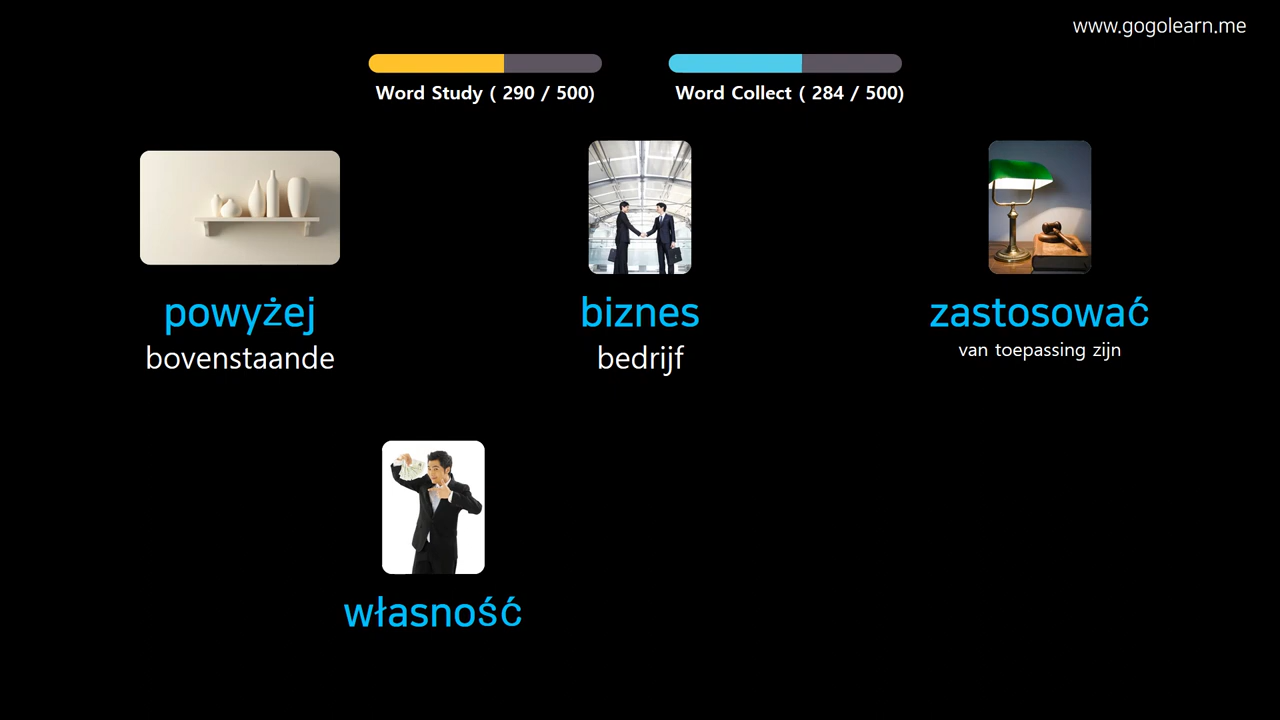 www.gogolearn.me
Word Study ( 290 / 500)
Word Collect ( 284 / 500)
powyżej
bovenstaande
biznes
bedrijf
zastosować
van toepassing zijn
własność